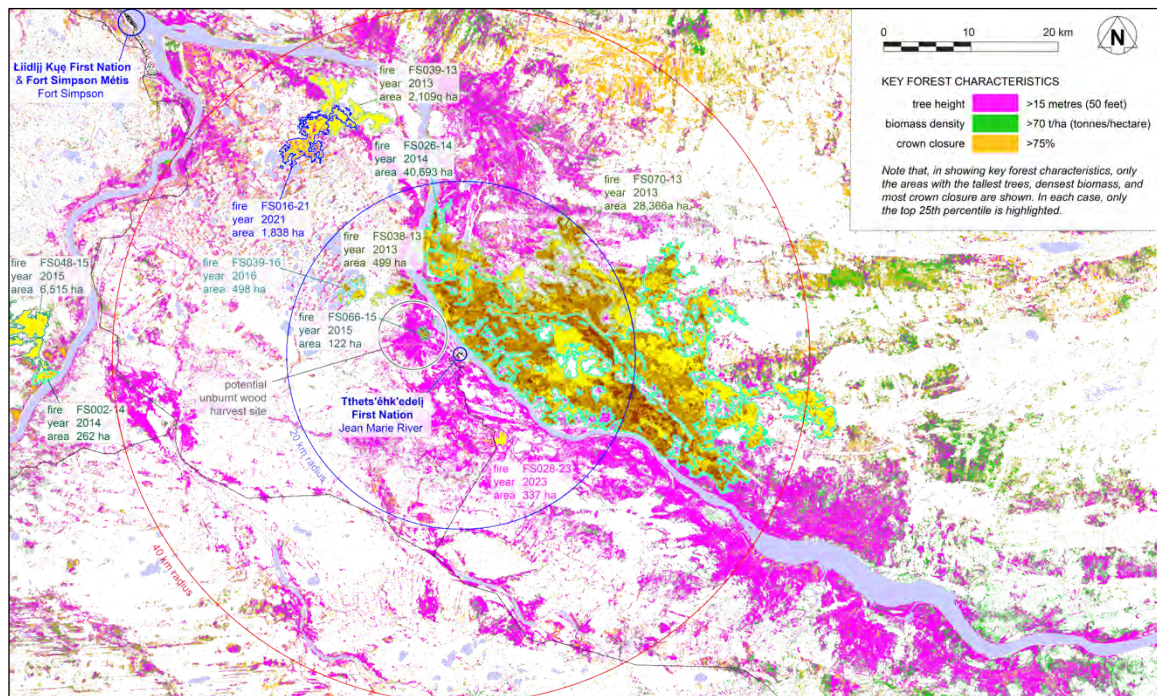 Łíídlįį Kųę First Nation
& Fort Simpson Métis
Fort Simpson
fire FS039-13
year 2013
area 2,109q ha
fire FS026-14
year 2014
area 40,693 ha
fire FS070-13
year 2013
area 28,366a ha
fire FS016-21
year 2021
area 1,838 ha
fire FS038-13
year 2013
area 499 ha
fire FS039-16
year 2016
area 498 ha
fire FS048-15
year 2015
area 6,515 ha
fire FS066-15
year 2015
area 122 ha
potential
unburnt wood
harvest site
Tthets'éhk'edelį
First Nation
Jean Marie River
fire FS002-14
year 2014
area 262 ha
fire FS028-23
year 2023
area 337 ha
20 km radius
40 km radius
0 10 20 km
N
KEY FOREST CHARACTERISTICS
tree height >15 metres (50 feet)
biomass density >70 t/ha (tonnes/hectare)
crown closure >75%
Note that, in showing key forest characteristics, only
the areas with the tallest trees, densest biomass, and
most crown closure are shown. In each case, only
the top 25th percentile is highlighted.